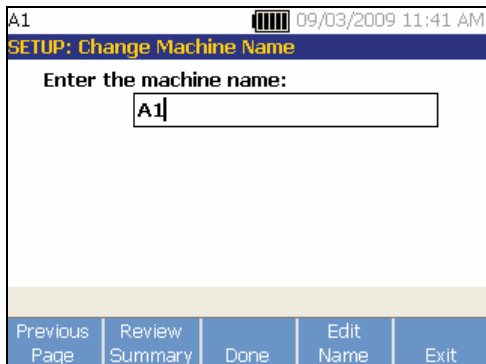 A1 09/03/2009 11:41 AM
SETUP: Change Machine Name
Enter the machine name:
A1
Previous Page Review Summary Done Edit Name Exit